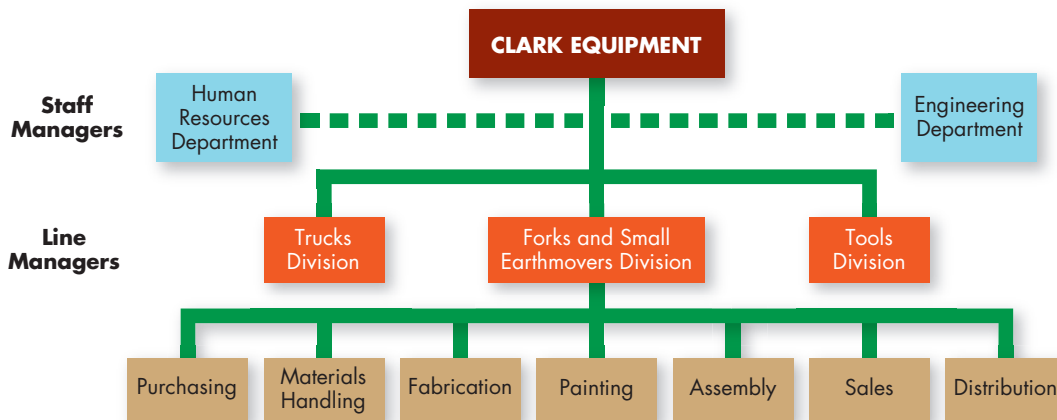 CLARK EQUIPMENT
Staff
Managers
Human
Resources
Department
Engineering
Department
Line
Managers
Trucks
Division
Forks and Small
Earthmovers Division
Tools
Division
Purchasing
Materials
Handling
Fabrication
Painting
Assembly
Sales
Distribution